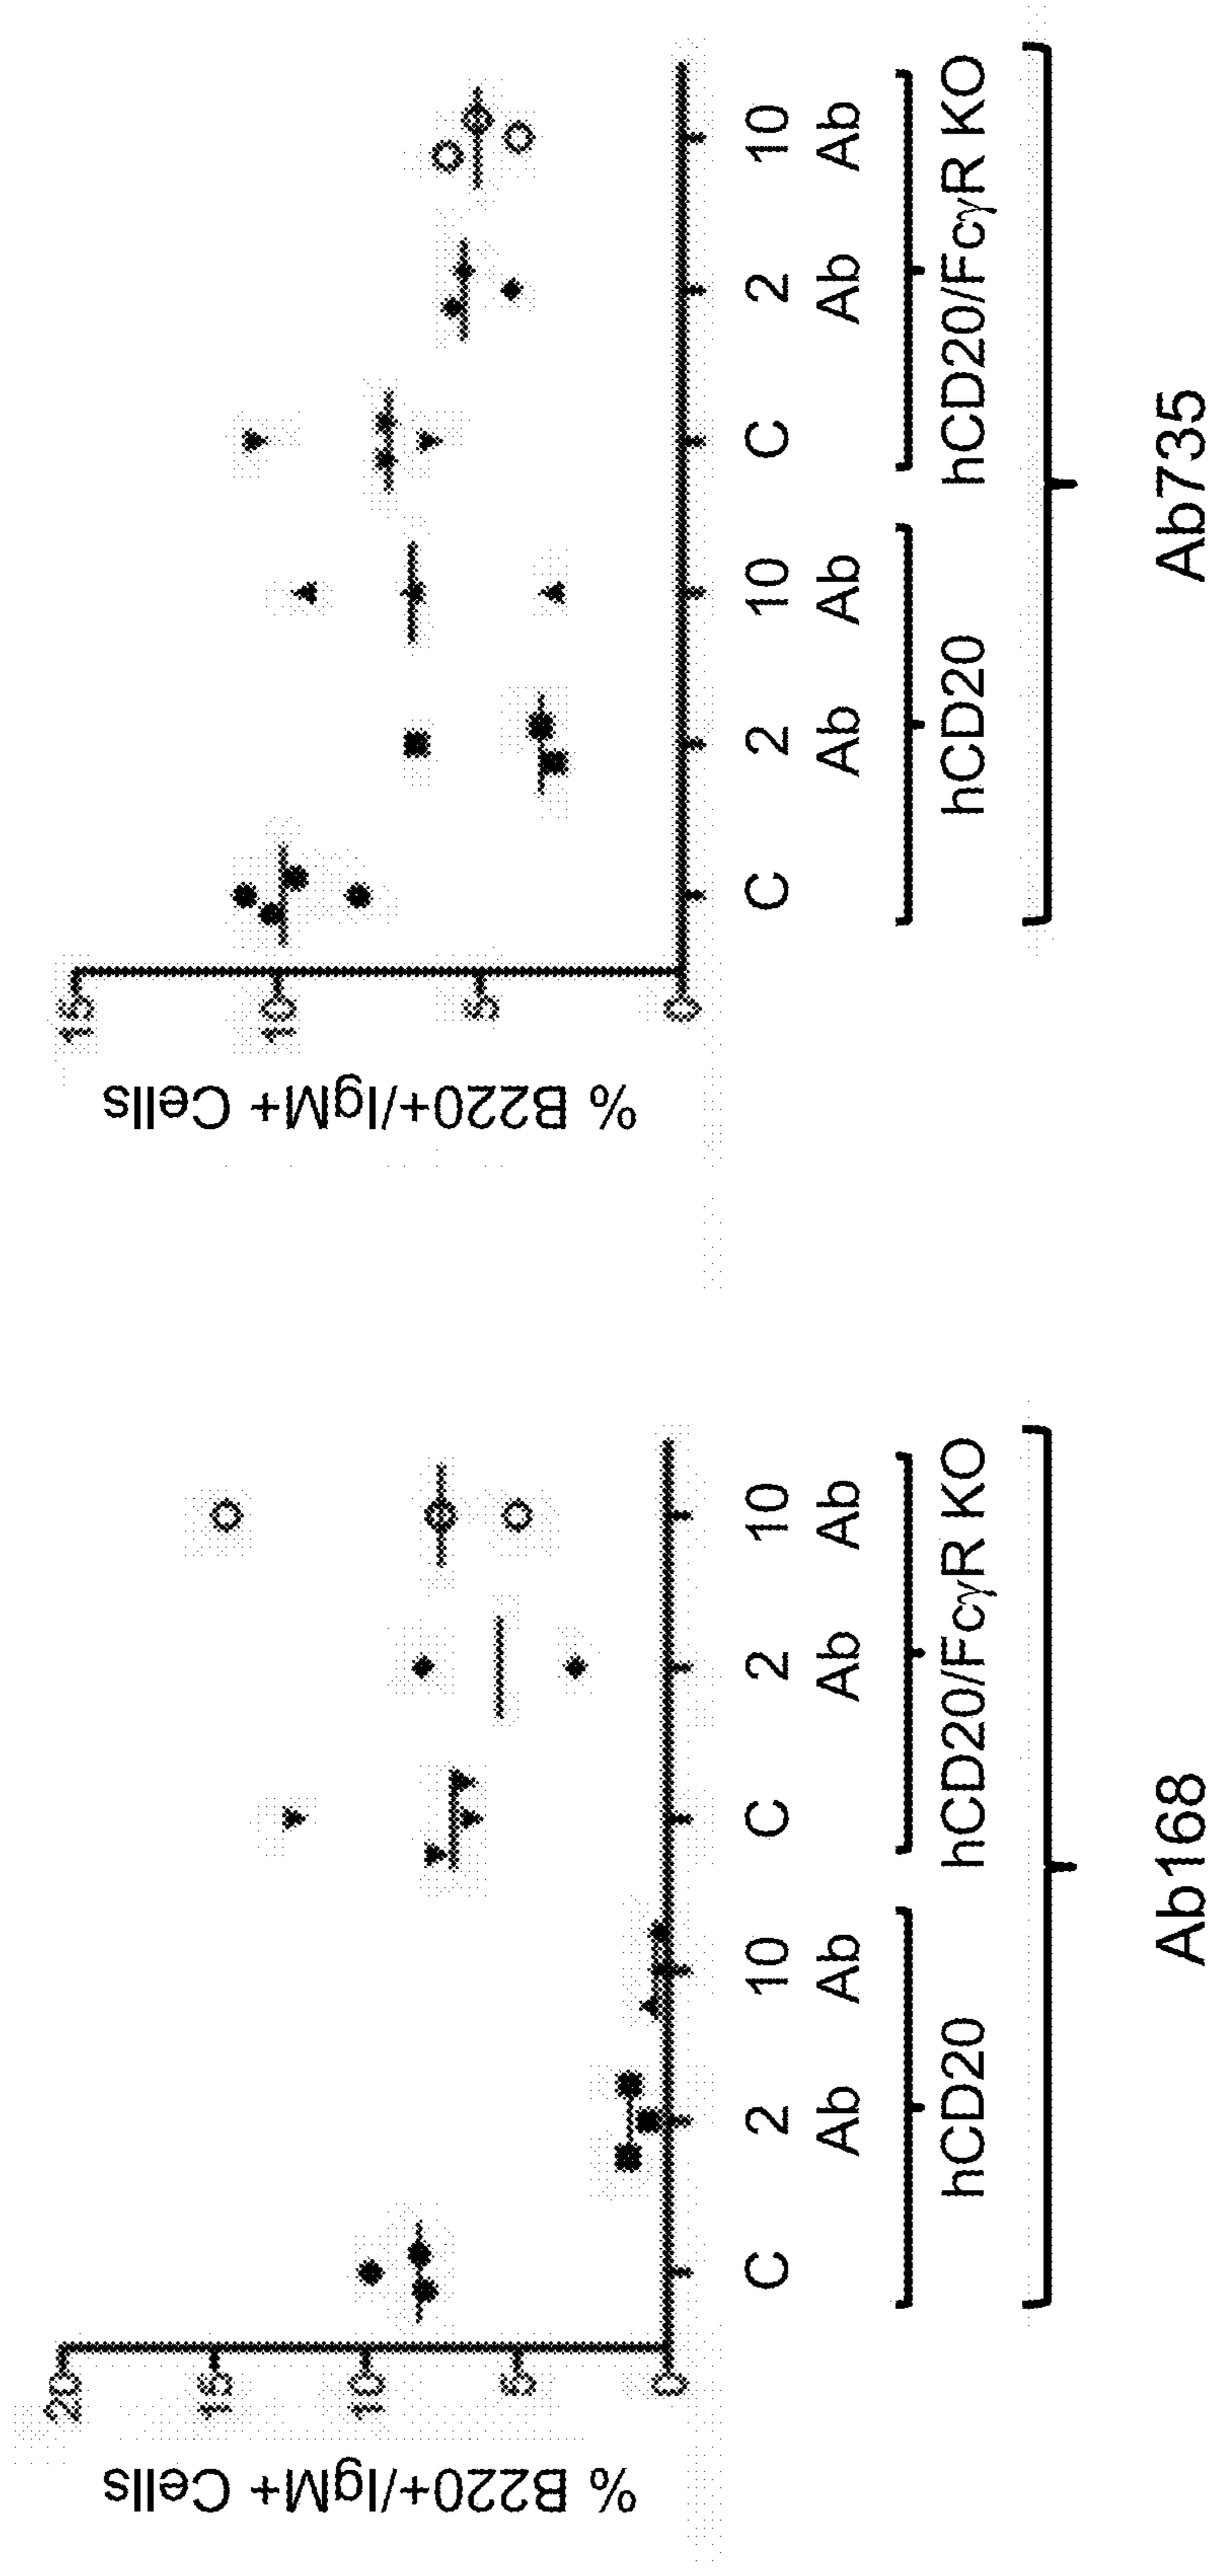 % B220+/IgM+ Cells
20
15
10
5
0
C 2 10 C 2 10
Ab Ab Ab Ab
hCD20 hCD20/FcγR KO
Ab168
% B220+/IgM+ Cells
15
10
5
0
C 2 10 C 2 10
Ab Ab Ab Ab
hCD20 hCD20/FcγR KO
Ab735